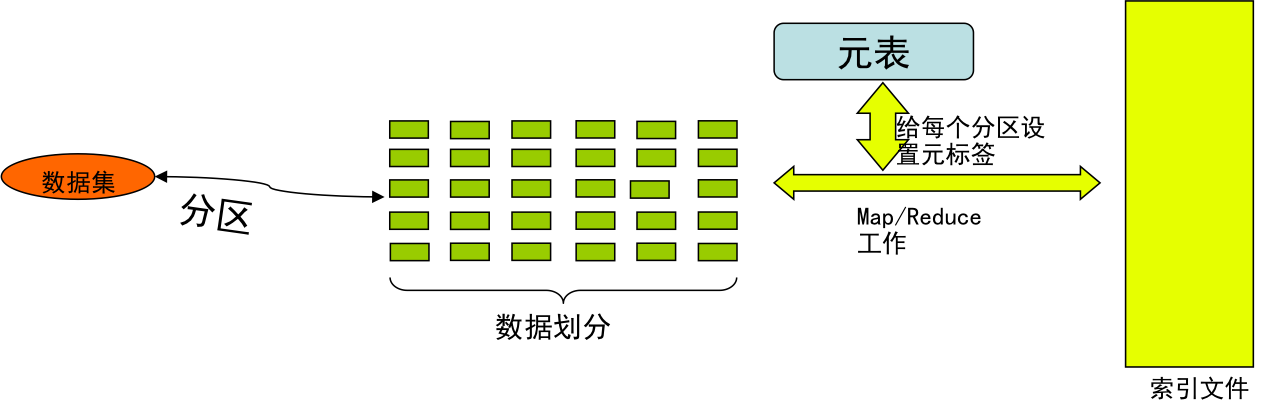 元表
给每个分区设
置元标签
数据集
分区
Map/Reduce
工作
数据划分
索引文件